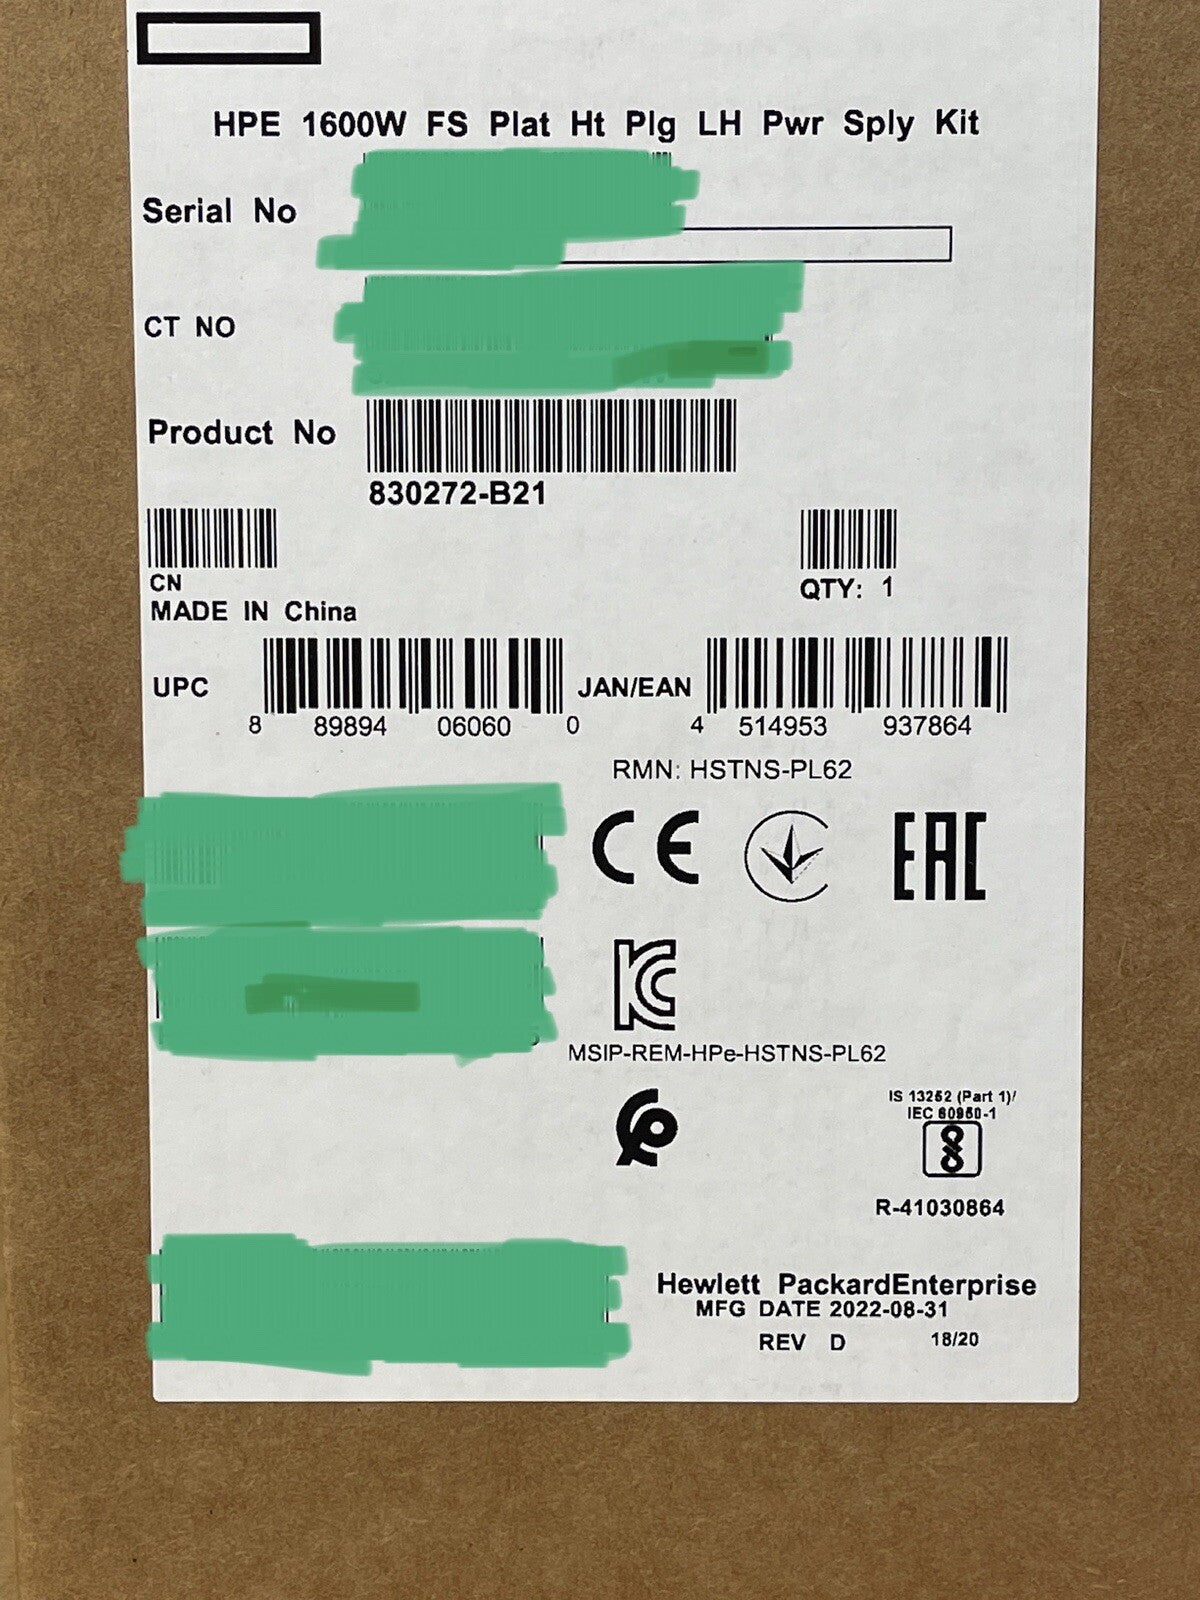 HPE 1600W FS Plat Ht Plg LH Pwr Sply Kit
Serial No
CT NO
Product No
830272-B21
CN
QTY: 1
MADE IN China
UPC
8 89894 06060 0
JAN/EAN
4 514953 937864
RMN: HSTNS-PL62
CE
EAC
KC
MSIP-REM-HPe-HSTNS-PL62
IS 13252 (Part 1)/
IEC 60950-1
R-41030864
Hewlett PackardEnterprise
MFG DATE 2022-08-31
REV D 18/20